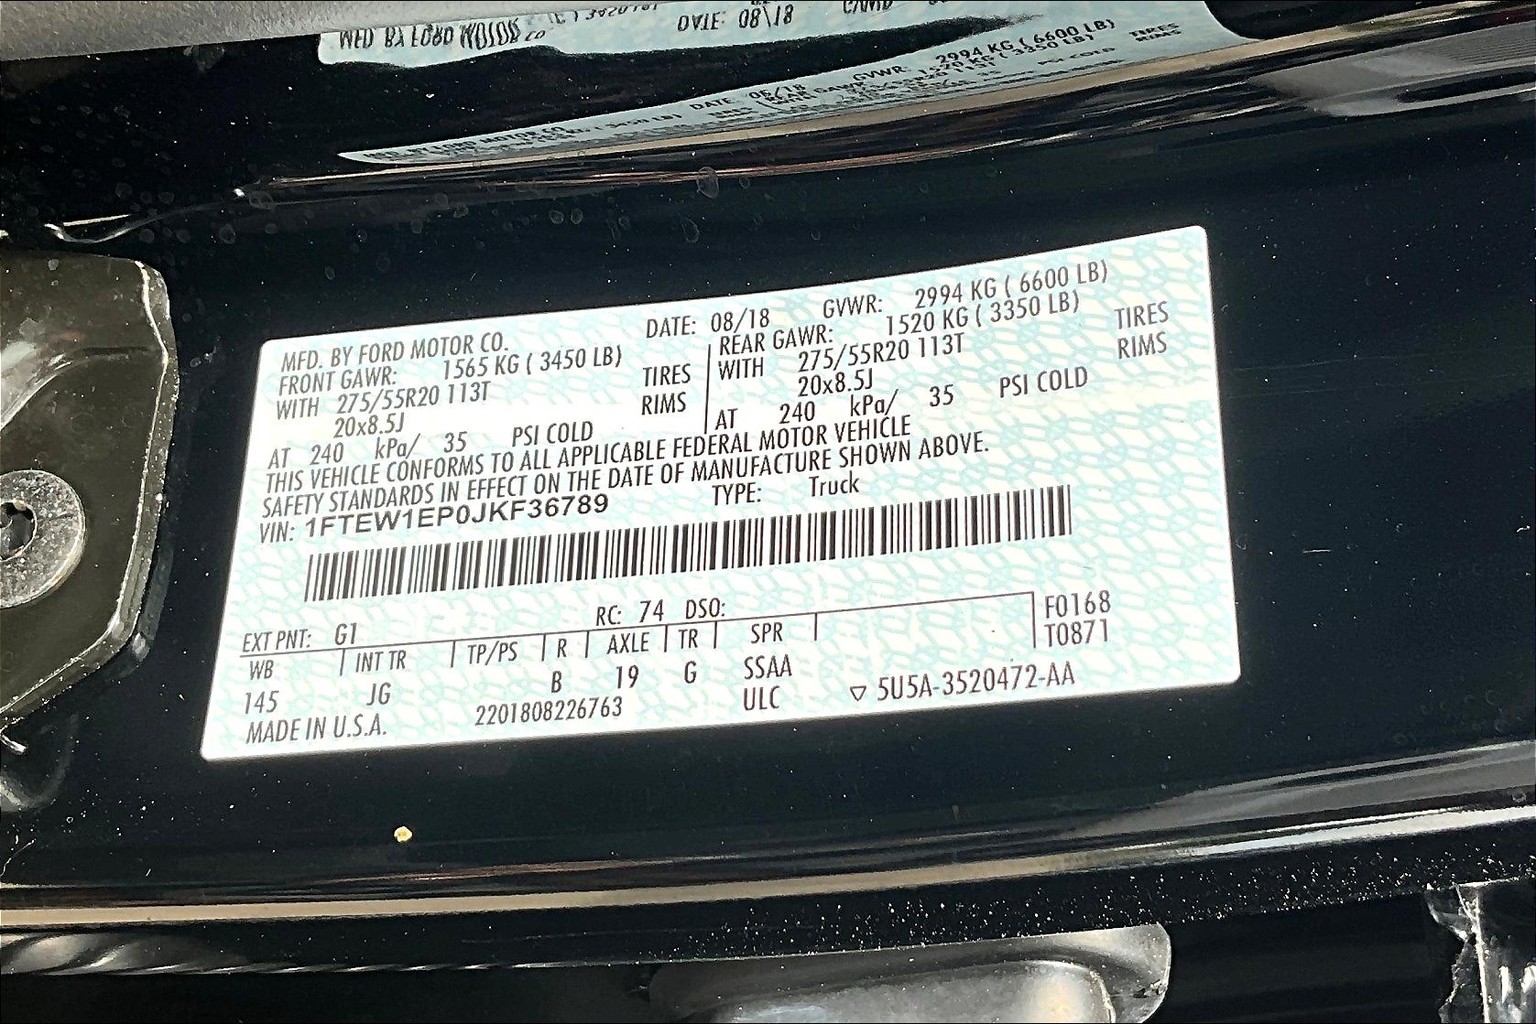 MFD. BY FORD MOTOR CO. DATE: 08/18 GVWR: 2994 KG ( 6600 LB)
FRONT GAWR: 1565 KG ( 3450 LB) REAR GAWR: 1520 KG ( 3350 LB)
WITH 275/55R20 113T TIRES WITH 275/55R20 113T TIRES
20x8.5J RIMS 20x8.5J RIMS
AT 240 kPa/ 35 PSI COLD AT 240 kPa/ 35 PSI COLD
THIS VEHICLE CONFORMS TO ALL APPLICABLE FEDERAL MOTOR VEHICLE
SAFETY STANDARDS IN EFFECT ON THE DATE OF MANUFACTURE SHOWN ABOVE.
VIN: 1FTEW1EP0JKF36789 TYPE: Truck
EXT PNT: G1 RC: 74 DSO: F0168
WB INT TR TP/PS R AXLE TR SPR T0871
145 JG B 19 G SSAA
MADE IN U.S.A. 2201808226763 ULC ▽ 5U5A-3520472-AA